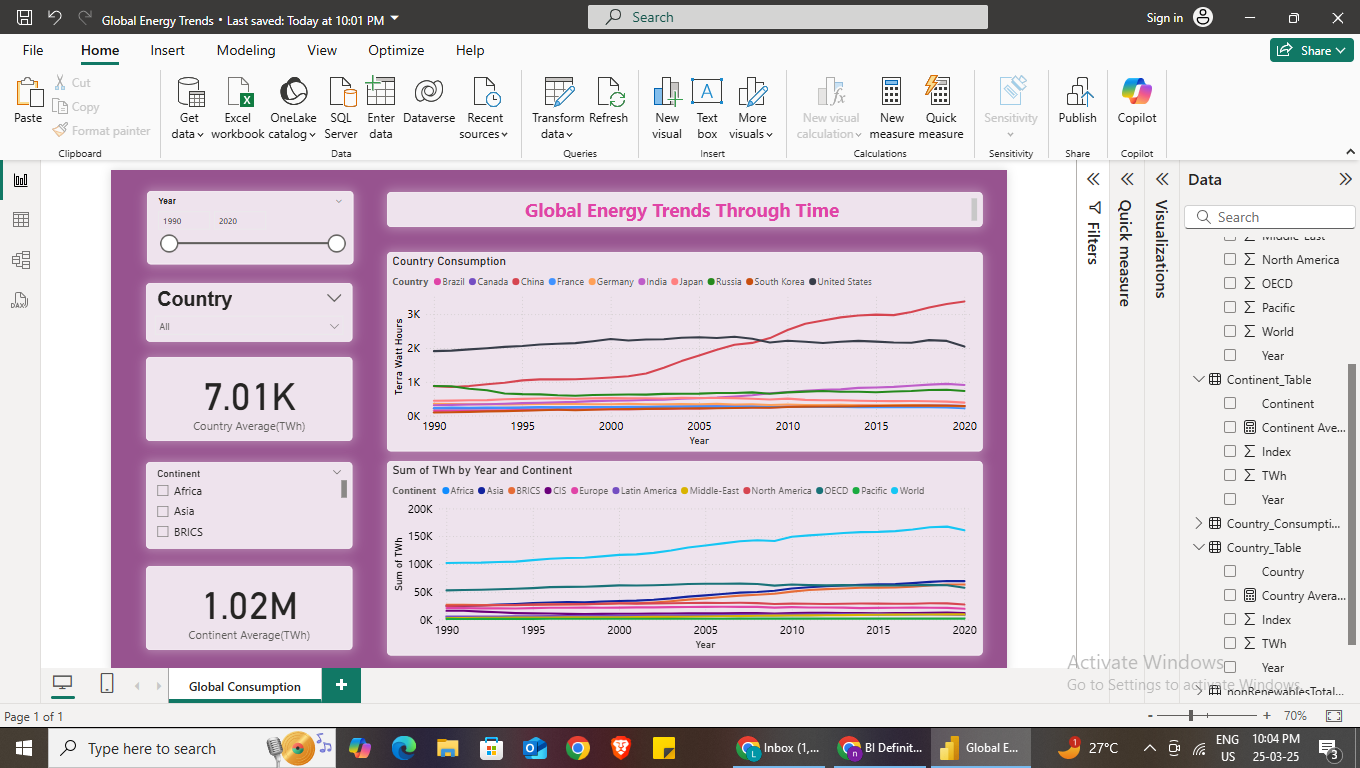 Global Energy Trends • Last saved: Today at 10:01 PM
Search
Sign in
File Home Insert Modeling View Optimize Help
Share
Paste
Cut
Copy
Format painter
Clipboard
Get data
Excel workbook
OneLake catalog
SQL Server
Enter data
Dataverse
Recent sources
Data
Transform data
Refresh
Queries
New visual
Text box
More visuals
Insert
New visual calculation
New measure
Quick measure
Calculations
Sensitivity
Sensitivity
Publish
Share
Copilot
Copilot
Year
1990 2020
Country
All
7.01K
Country Average(TWh)
Continent
Africa
Asia
BRICS
1.02M
Continent Average(TWh)
Global Energy Trends Through Time
Country Consumption
Country Brazil Canada China France Germany India Japan Russia South Korea United States
Terra Watt Hours
3K
2K
1K
0K
1990 1995 2000 2005 2010 2015 2020
Year
Sum of TWh by Year and Continent
Continent Africa Asia BRICS CIS Europe Latin America Middle-East North America OECD Pacific World
Sum of TWh
200K
150K
100K
50K
0K
1990 1995 2000 2005 2010 2015 2020
Year
Filters
Quick measure
Visualizations
Data
Search
Middle-East
North America
OECD
Pacific
World
Year
Continent_Table
Continent
Continent Ave...
Index
TWh
Year
Country_Consumpti...
Country_Table
Country
Country Avera...
Index
TWh
Year
nonRenewablesTotal...
Activate Windows
Go to Settings to activate Windows.
DAX
Global Consumption
+
Page 1 of 1
- + 70%
Type here to search
Inbox (1,...
BI Definit...
Global E...
27°C
ENG
US
10:04 PM
25-03-25
3